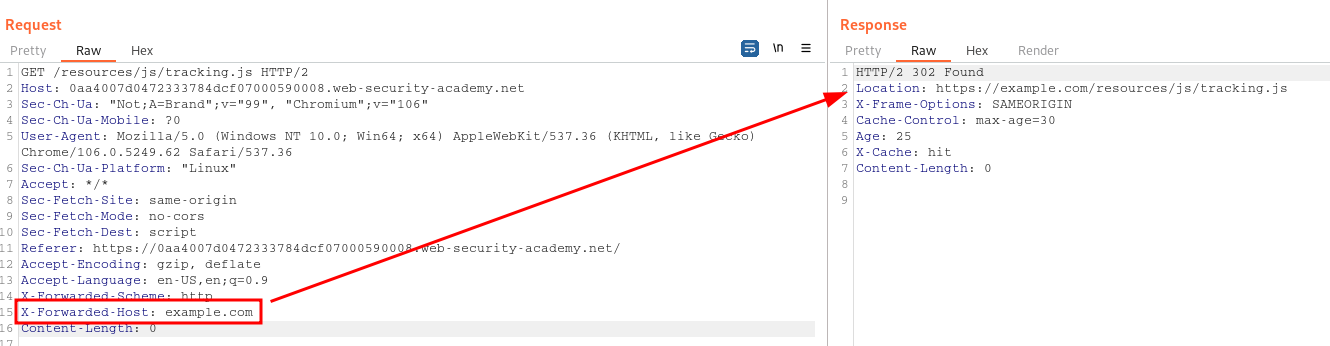 Request
Pretty Raw Hex
\n
1 GET /resources/js/tracking.js HTTP/2
2 Host: 0aa4007d0472333784dcf07000590008.web-security-academy.net
3 Sec-Ch-Ua: "Not;A=Brand";v="99", "Chromium";v="106"
4 Sec-Ch-Ua-Mobile: ?0
5 User-Agent: Mozilla/5.0 (Windows NT 10.0; Win64; x64) AppleWebKit/537.36 (KHTML, like Gecko)
Chrome/106.0.5249.62 Safari/537.36
6 Sec-Ch-Ua-Platform: "Linux"
7 Accept: */*
8 Sec-Fetch-Site: same-origin
9 Sec-Fetch-Mode: no-cors
10 Sec-Fetch-Dest: script
11 Referer: https://0aa4007d0472333784dcf07000590008.web-security-academy.net/
12 Accept-Encoding: gzip, deflate
13 Accept-Language: en-US,en;q=0.9
14 X-Forwarded-Scheme: http
15 X-Forwarded-Host: example.com
16 Content-Length: 0
17
Response
Pretty Raw Hex Render
1 HTTP/2 302 Found
2 Location: https://example.com/resources/js/tracking.js
3 X-Frame-Options: SAMEORIGIN
4 Cache-Control: max-age=30
5 Age: 25
6 X-Cache: hit
7 Content-Length: 0
8
9